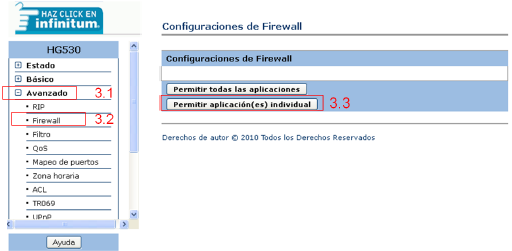 HAZ CLICK EN
infinitum.
HG530
Estado
Básico
Avanzado 3.1
RIP
Firewall 3.2
Filtro
QoS
Mapeo de puertos
Zona horaria
ACL
TR069
UPnP
Ayuda
Configuraciones de Firewall
Configuraciones de Firewall
Permitir todas las aplicaciones
Permitir aplicación(es) individual 3.3
Derechos de autor © 2010 Todos los Derechos Reservados